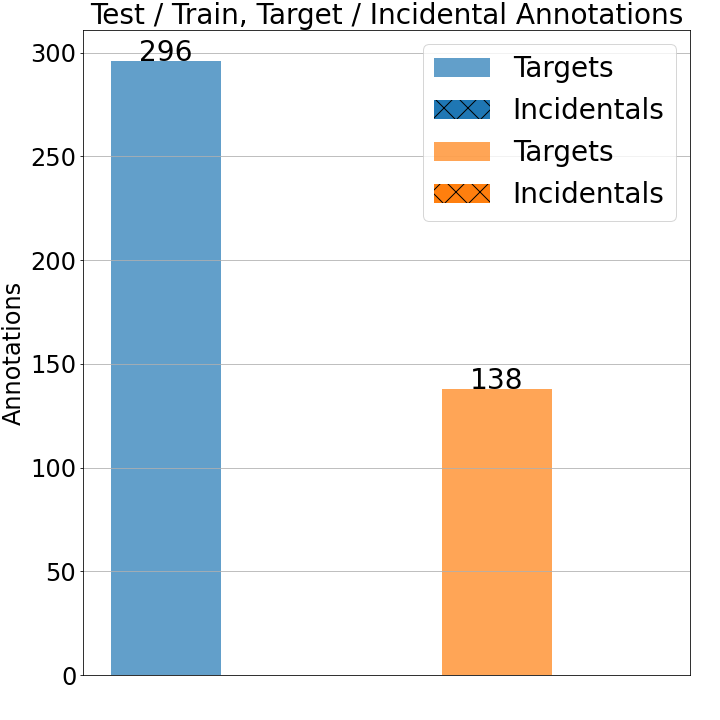 Test / Train, Target / Incidental Annotations
300
250
200
150
100
50
0
Annotations
296
138
Targets
Incidentals
Targets
Incidentals